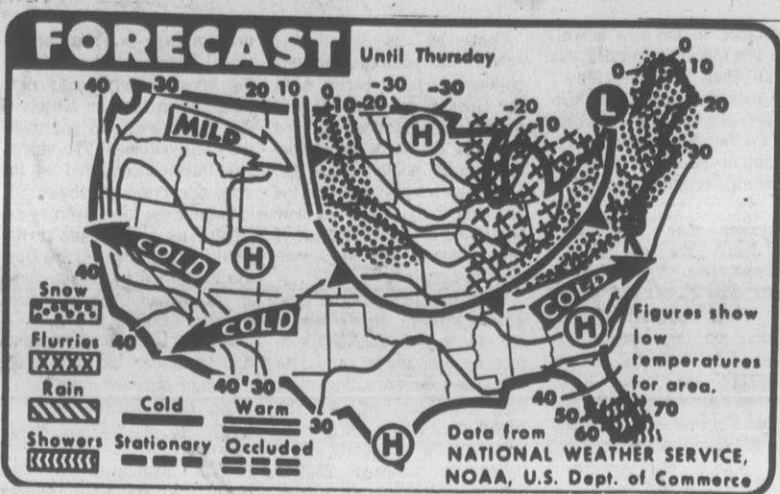 FORECAST Until Thursday
40 30 20 10 0 -10 -20 -30 -30 -20 -10 0 0 0 10
20
30
MILD
H
L
COLD
H
40
COLD
COLD
H
40
40 30
30
H
40 50 60 70
Snow
Flurries
Rain
Showers
Cold
Warm
Stationary
Occluded
Figures show
low
temperatures
for area.
Data from
NATIONAL WEATHER SERVICE,
NOAA, U.S. Dept. of Commerce